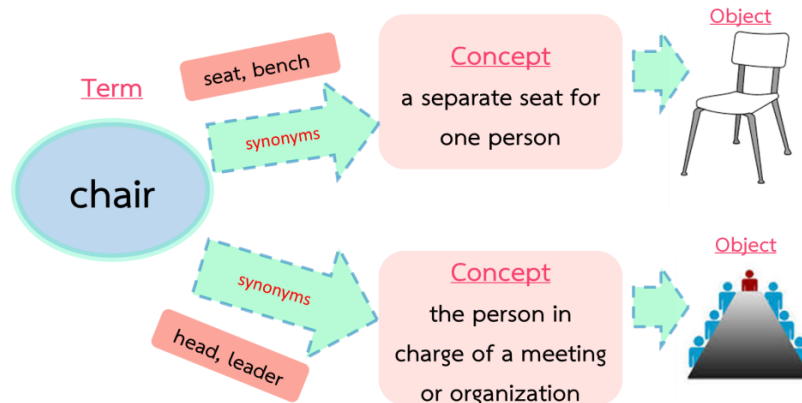 Term
chair
seat, bench
synonyms
Concept
a separate seat for
one person
Object
synonyms
head, leader
Concept
the person in
charge of a meeting
or organization
Object